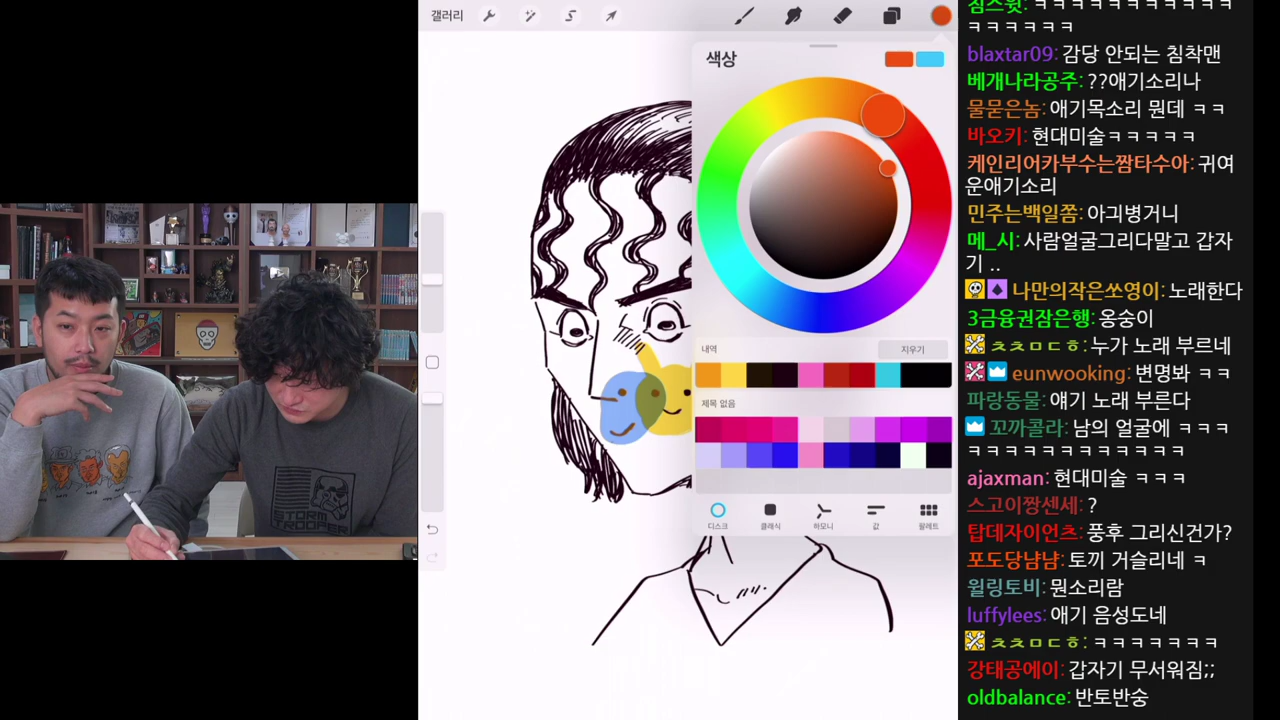 갤러리
색상
내역
지우기
제목 없음
디스크
클래식
하모니
값
팔레트
STORM
TROOPER
침스윗: ㅋㅋㅋㅋㅋㅋㅋㅋㅋㅋㅋ
ㅋㅋㅋㅋㅋㅋ
blaxtar09: 감당 안되는 침착맨
베개나라공주: ??애기소리나
물묻은놈: 애기목소리 뭔데 ㅋㅋ
바오키: 현대미술ㅋㅋㅋㅋㅋ
케인리어카부수는짬타수아: 귀여
운애기소리
민주는백일쭘: 아긔병거니
메_시: 사람얼굴그리다말고 갑자
기 ..
나만의작은쏘영이: 노래한다
3금융권잠은행: 옹숭이
ㅊㅊㅁㄷㅎ: 누가 노래 부르네
eunwooking: 변명봐 ㅋㅋ
파랑동물: 얘기 노래 부른다
꼬까콜라: 남의 얼굴에 ㅋㅋㅋ
ㅋㅋㅋㅋㅋㅋㅋㅋㅋㅋㅋㅋ
ajaxman: 현대미술 ㅋㅋㅋ
스고이짱센세: ?
탑데자이언츠: 풍후 그리신건가?
포도당냠냠: 토끼 거슬리네 ㅋ
윌링토비: 뭔소리람
luffylees: 애기 음성도네
ㅊㅊㅁㄷㅎ: ㅋㅋㅋㅋㅋㅋㅋ
강태공에이: 갑자기 무서워짐;;
oldbalance: 반토반숭